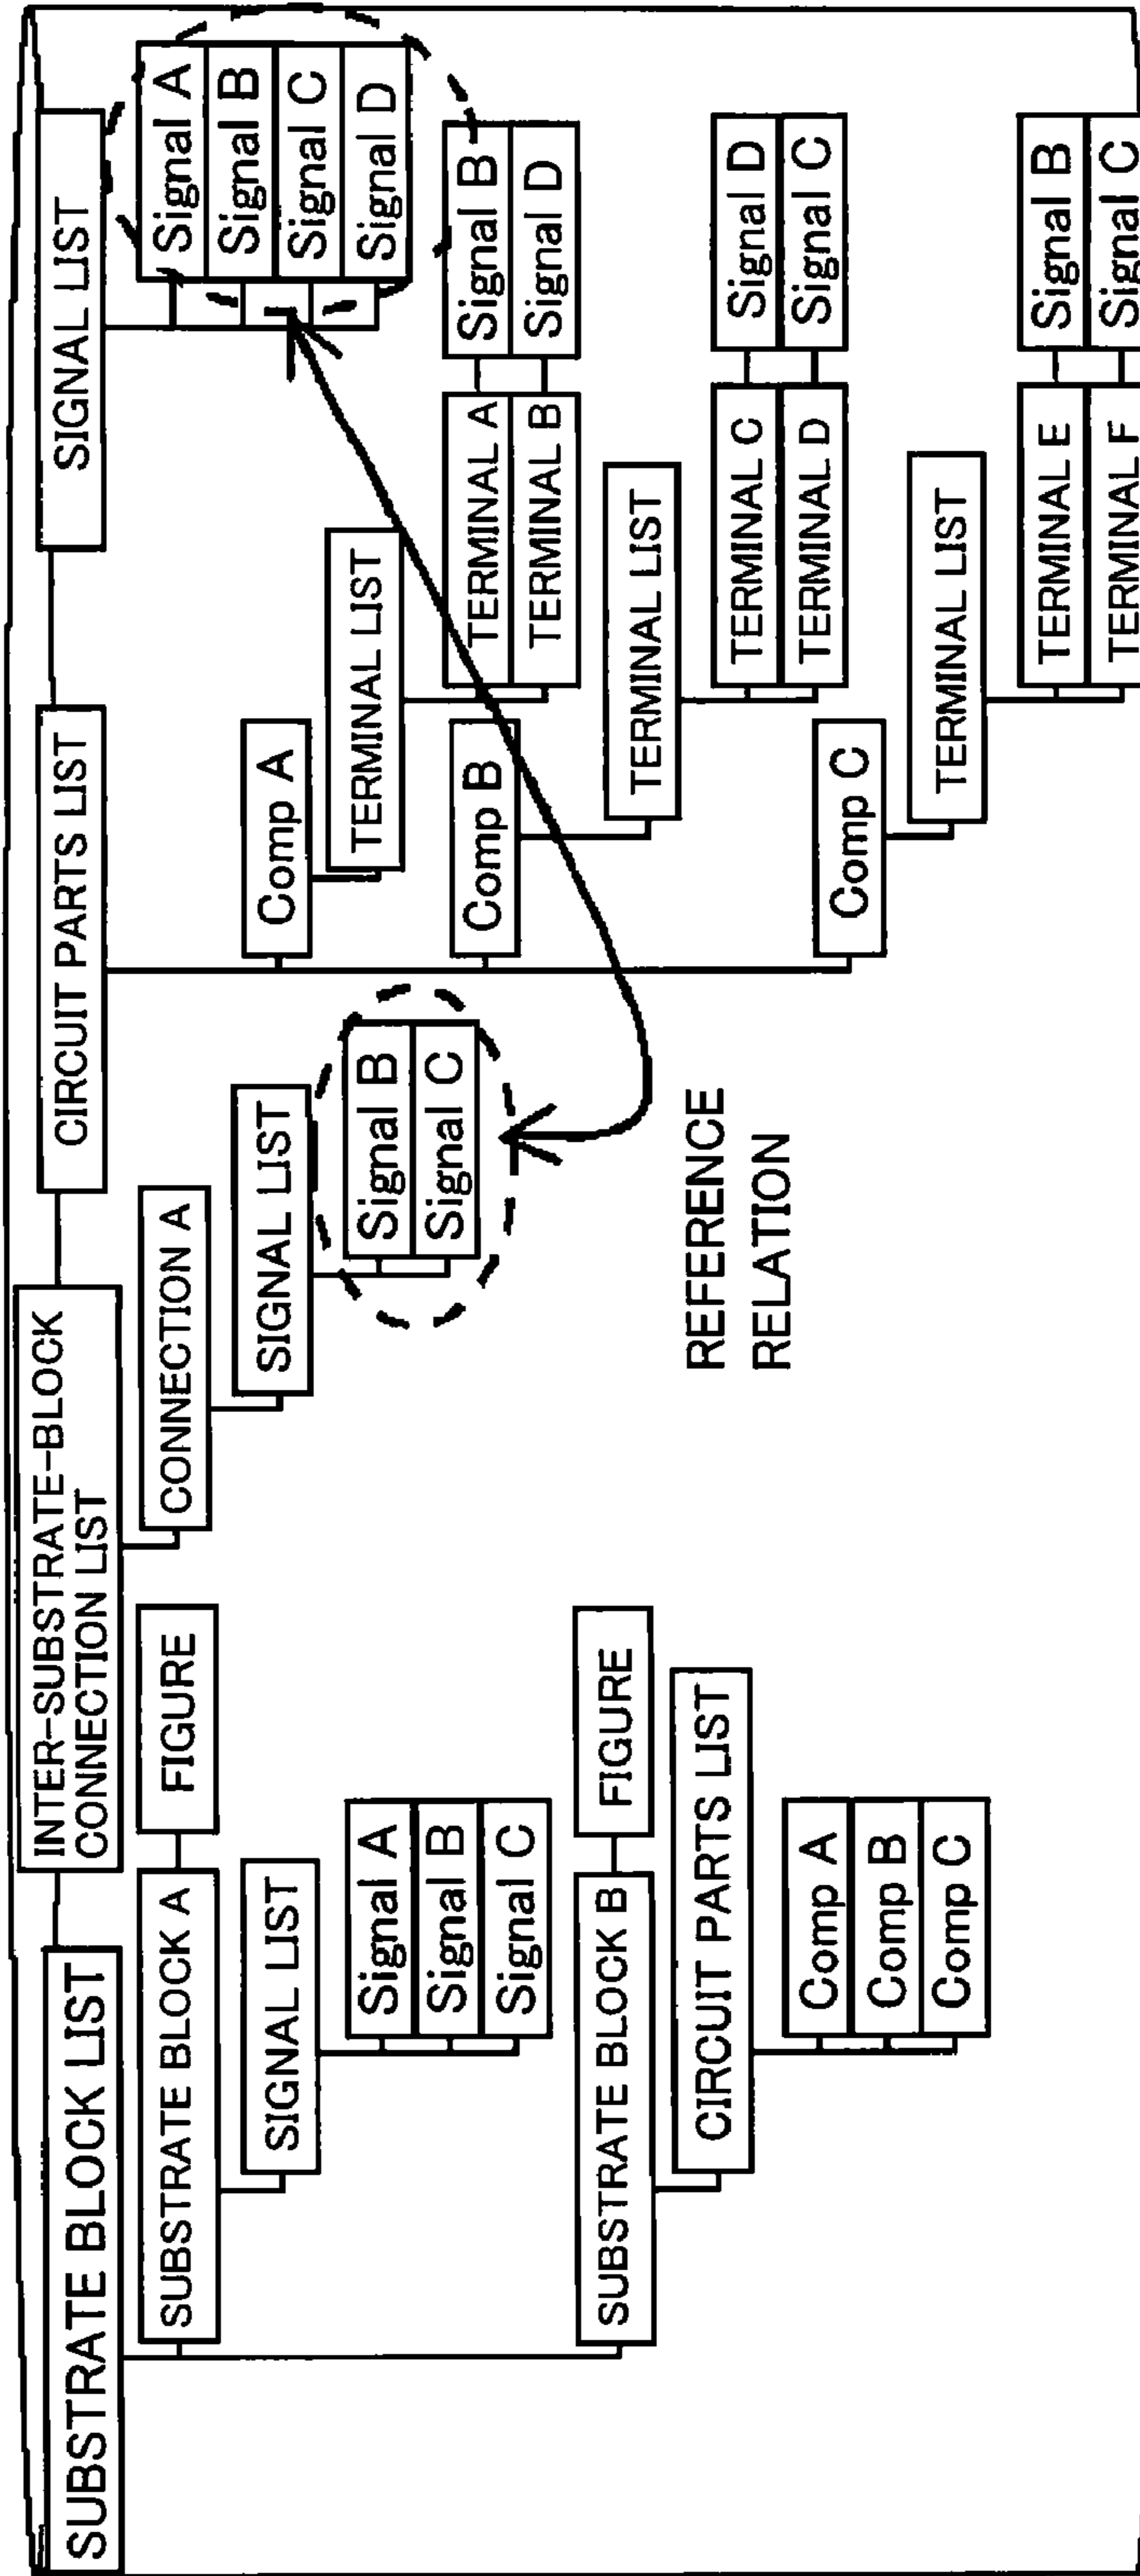 SUBSTRATE BLOCK LIST
SUBSTRATE BLOCK A
FIGURE
SIGNAL LIST
Signal A
Signal B
Signal C
SUBSTRATE BLOCK B
FIGURE
CIRCUIT PARTS LIST
Comp A
Comp B
Comp C
INTER-SUBSTRATE-BLOCK
CONNECTION LIST
CONNECTION A
SIGNAL LIST
Signal B
Signal C
REFERENCE
RELATION
CIRCUIT PARTS LIST
Comp A
TERMINAL LIST
TERMINAL A
Signal B
TERMINAL B
Signal D
Comp B
TERMINAL LIST
TERMINAL C
Signal D
TERMINAL D
Signal C
Comp C
TERMINAL LIST
TERMINAL E
Signal B
TERMINAL F
Signal C
SIGNAL LIST
Signal A
Signal B
Signal C
Signal D